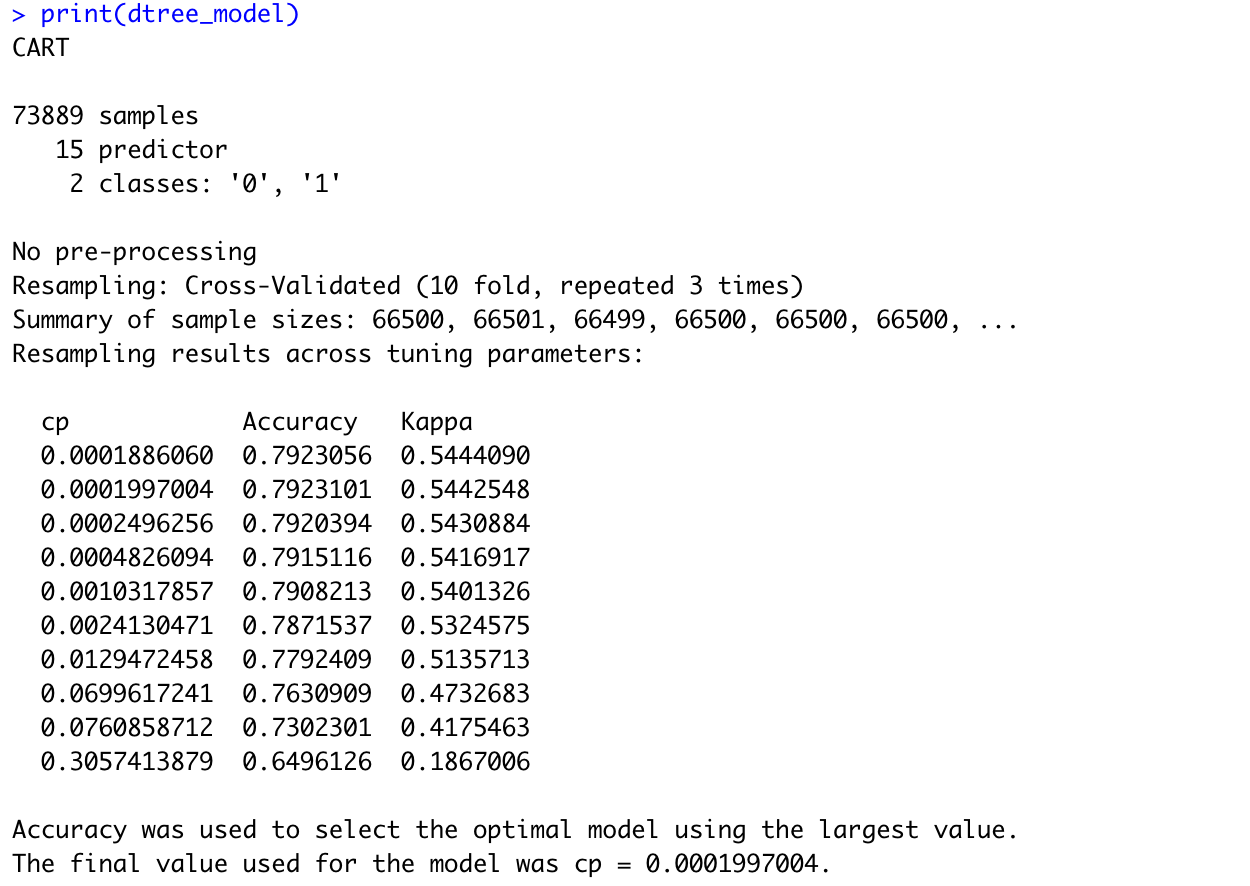 > print(dtree_model)
CART

73889 samples
   15 predictor
    2 classes: '0', '1'

No pre-processing
Resampling: Cross-Validated (10 fold, repeated 3 times)
Summary of sample sizes: 66500, 66501, 66499, 66500, 66500, 66500, ...
Resampling results across tuning parameters:

  cp            Accuracy   Kappa
  0.0001886060  0.7923056  0.5444090
  0.0001997004  0.7923101  0.5442548
  0.0002496256  0.7920394  0.5430884
  0.0004826094  0.7915116  0.5416917
  0.0010317857  0.7908213  0.5401326
  0.0024130471  0.7871537  0.5324575
  0.0129472458  0.7792409  0.5135713
  0.0699617241  0.7630909  0.4732683
  0.0760858712  0.7302301  0.4175463
  0.3057413879  0.6496126  0.1867006

Accuracy was used to select the optimal model using the largest value.
The final value used for the model was cp = 0.0001997004.